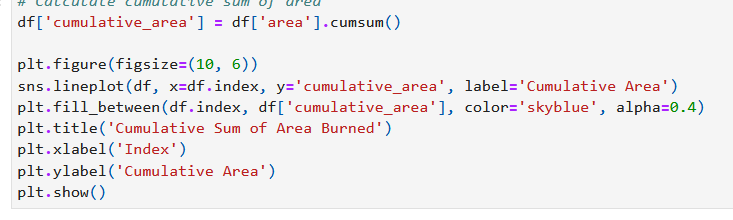 # Calculate cumulative sum of area
df['cumulative_area'] = df['area'].cumsum()
plt.figure(figsize=(10, 6))
sns.lineplot(df, x=df.index, y='cumulative_area', label='Cumulative Area')
plt.fill_between(df.index, df['cumulative_area'], color='skyblue', alpha=0.4)
plt.title('Cumulative Sum of Area Burned')
plt.xlabel('Index')
plt.ylabel('Cumulative Area')
plt.show()